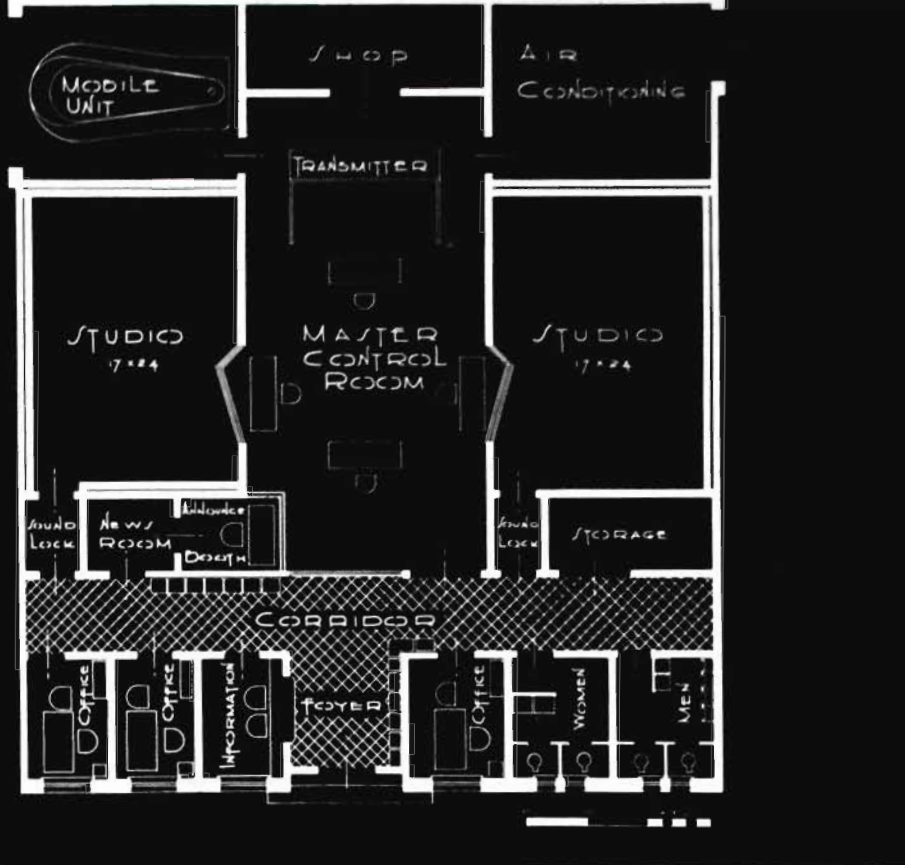 SHOP
AIR
CONDITIONING
MOBILE
UNIT
TRANSMITTER
STUDIO
17 × 24
MASTER
CONTROL
ROOM
STUDIO
17 × 24
SOUND
LOCK
NEWS
ROOM
ANNOUNCE
BOOTH
SOUND
LOCK
STORAGE
CORRIDOR
OFFICE
OFFICE
INFORMATION
FOYER
OFFICE
WOMEN
MEN